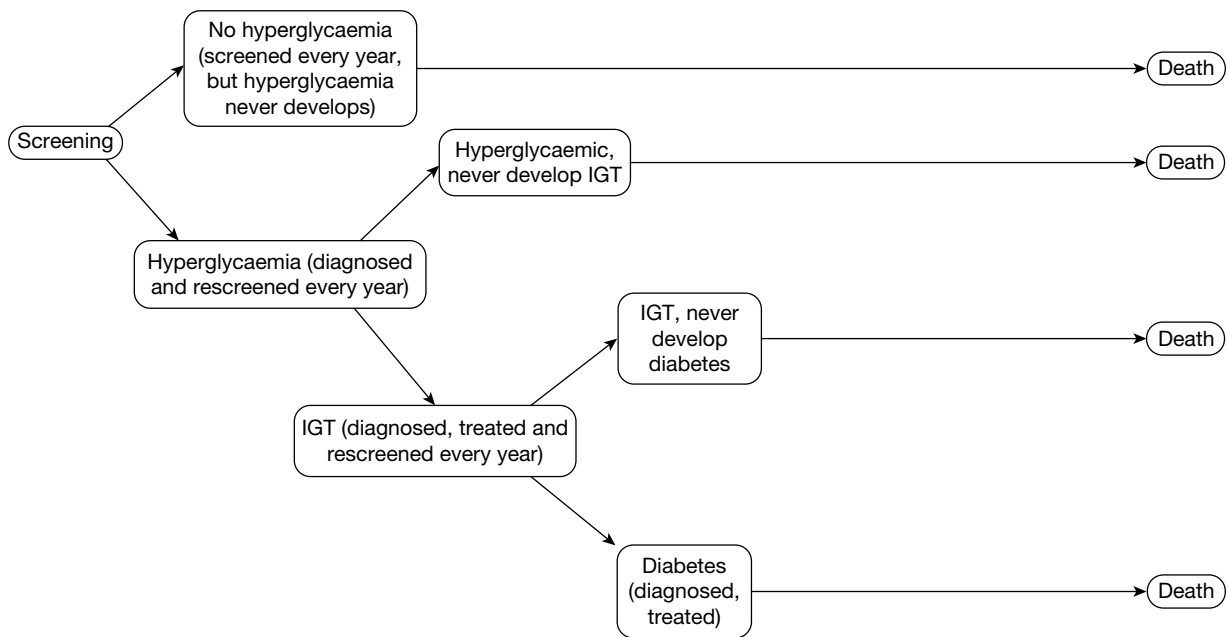 No hyperglycaemia
(screened every year,
but hyperglycaemia
never develops)
Death
Screening
Hyperglycaemic,
never develop IGT
Death
Hyperglycaemia (diagnosed
and rescreened every year)
IGT, never
develop
diabetes
Death
IGT (diagnosed, treated and
rescreened every year)
Diabetes
(diagnosed,
treated)
Death